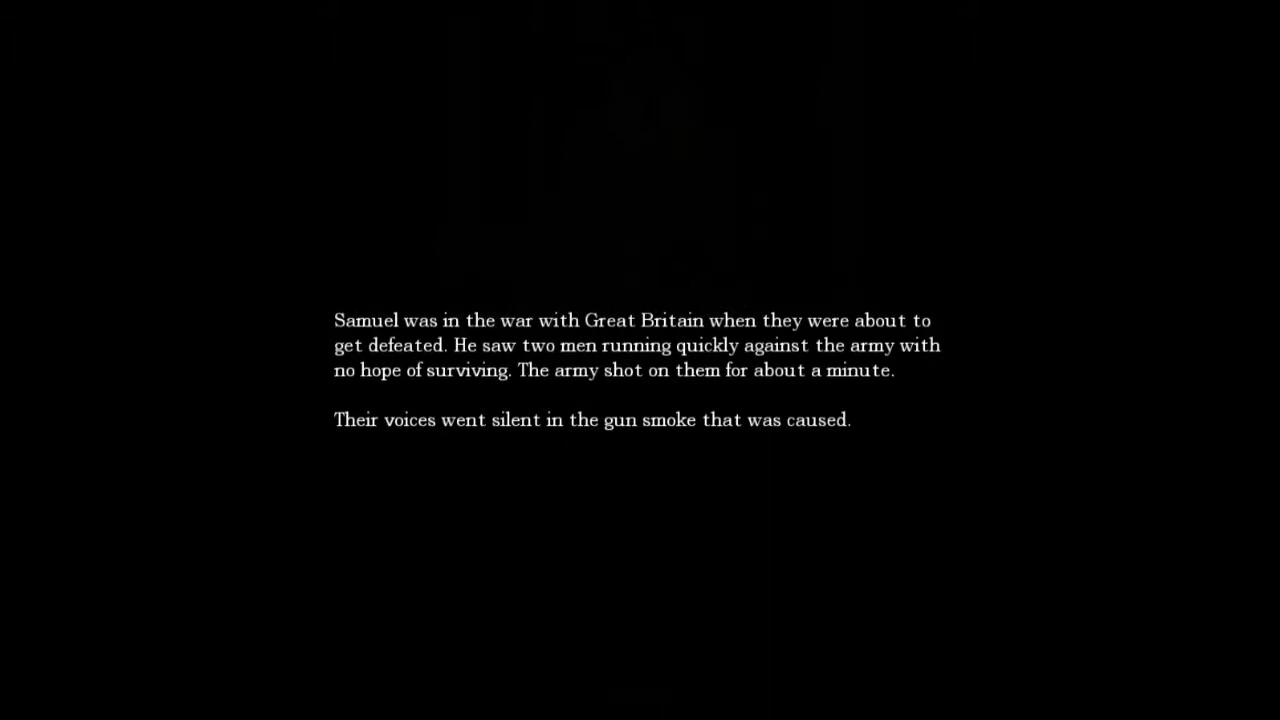 Samuel was in the war with Great Britain when they were about to
get defeated. He saw two men running quickly against the army with
no hope of surviving. The army shot on them for about a minute.
Their voices went silent in the gun smoke that was caused.